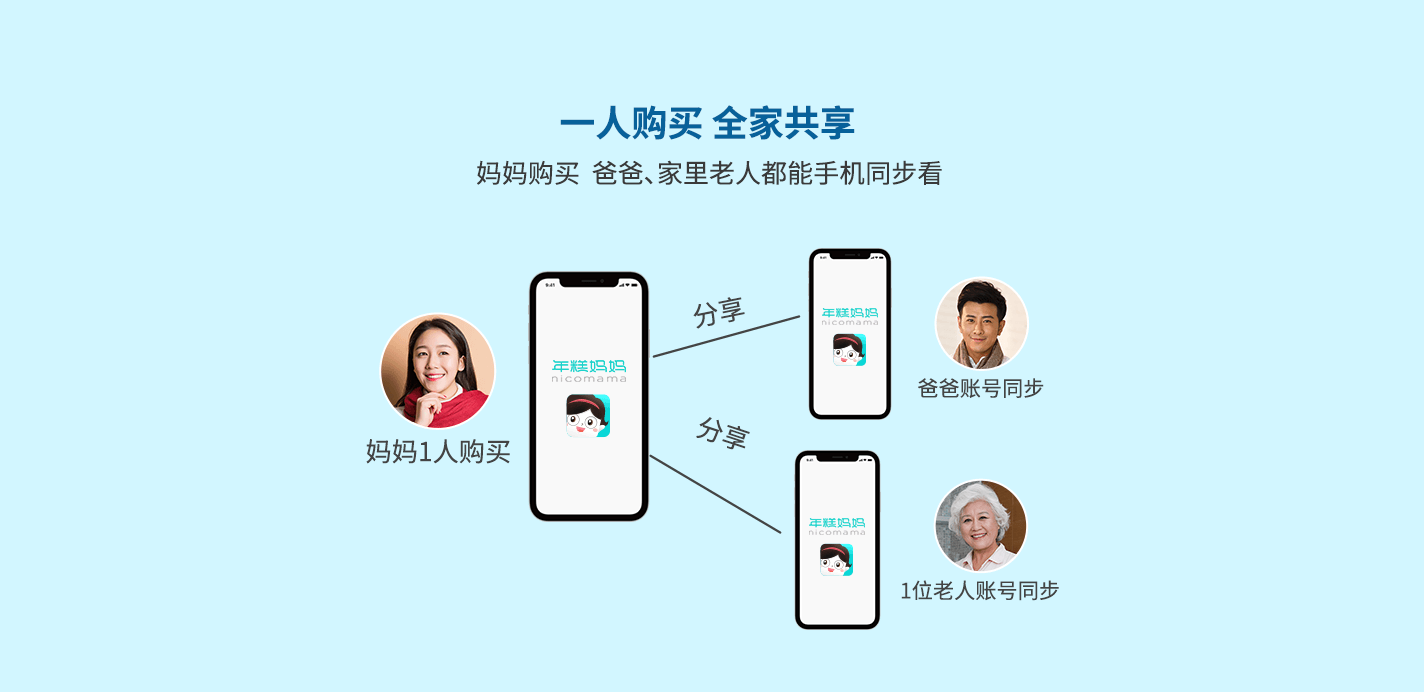 一人购买 全家共享
妈妈购买 爸爸、家里老人都能手机同步看
妈妈1人购买
9:41
年糕妈妈
nicomama
分享
分享
9:41
年糕妈妈
nicomama
爸爸账号同步
9:41
年糕妈妈
nicomama
1位老人账号同步